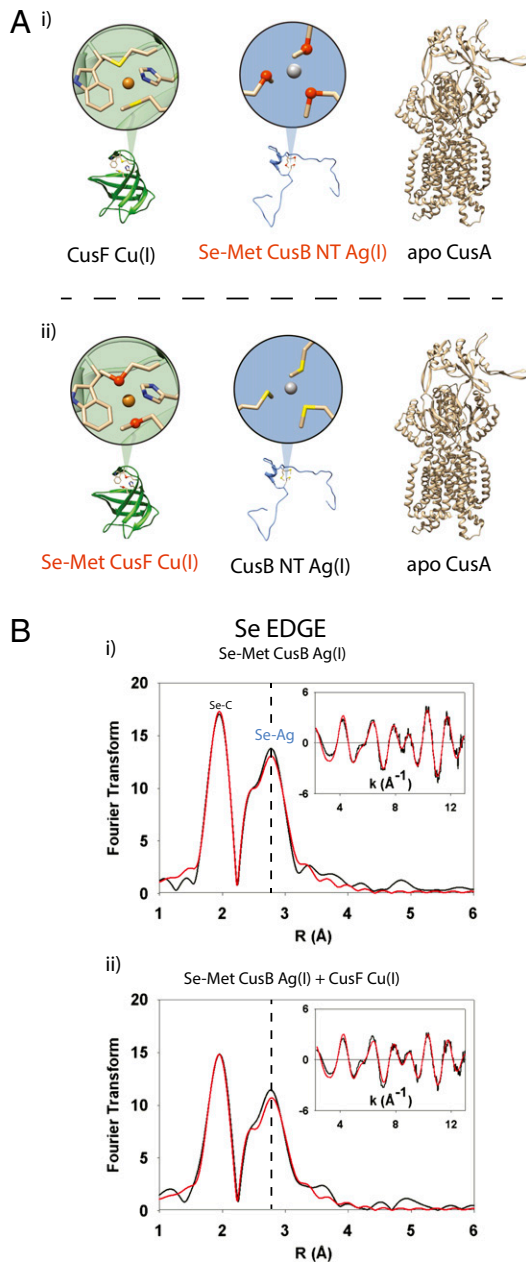 A
i)
CusF Cu(I) Se-Met CusB NT Ag(I) apo CusA
ii)
Se-Met CusF Cu(I) CusB NT Ag(I) apo CusA
B
Se EDGE
i)
Se-Met CusB Ag(I)
Fourier Transform
20
15
10
5
0
Se-C
Se-Ag
6
0
-6
4 8 12
k (Å⁻¹)
1 2 3 4 5 6
R (Å)
ii)
Se-Met CusB Ag(I) + CusF Cu(I)
Fourier Transform
20
15
10
5
0
6
0
-6
k (Å⁻¹)
4 8 12
1 2 3 4 5 6
R (Å)